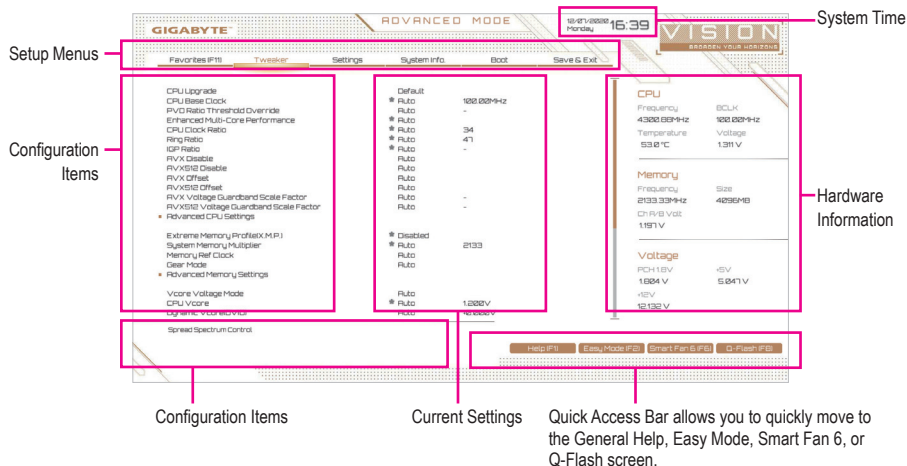 System Time
GIGABYTE
ADVANCED MODE
12/07/2020 Monday 16:39
VISION
BROADEN YOUR HORIZONS
Setup Menus
Favorites (F11) Tweaker Settings System Info. Boot Save & Exit
CPU Upgrade Default
CPU Base Clock Auto 100.00MHz
PVD Ratio Threshold Override Auto -
Enhanced Multi-Core Performance Auto
CPU Clock Ratio Auto 34
Ring Ratio Auto 47
IGP Ratio Auto -
AVX Disable Auto
AVX512 Disable Auto
AVX Offset Auto
AVX512 Offset Auto
AVX Voltage Guardband Scale Factor Auto -
AVX512 Voltage Guardband Scale Factor Auto -
Advanced CPU Settings
Extreme Memory Profile(X.M.P.) Disabled
System Memory Multiplier Auto 2133
Memory Ref Clock Auto
Gear Mode Auto
Advanced Memory Settings
Vcore Voltage Mode Auto
CPU Vcore Auto 1.200V
Dynamic Vcore(DVID) Auto
Spread Spectrum Control
Configuration Items
CPU
Frequency BCLK
4300.88MHz 100.00MHz
Temperature Voltage
53.0 °C 1.311 V
Memory
Frequency Size
2133.33MHz 4096MB
Ch A/B Volt
1.197 V
Voltage
PCH 1.8V +5V
1.804 V 5.047 V
+12V
12.132 V
Hardware Information
Help (F1) Easy Mode (F2) Smart Fan 6 (F6) Q-Flash (F8)
Configuration Items
Current Settings
Quick Access Bar allows you to quickly move to
the General Help, Easy Mode, Smart Fan 6, or
Q-Flash screen.